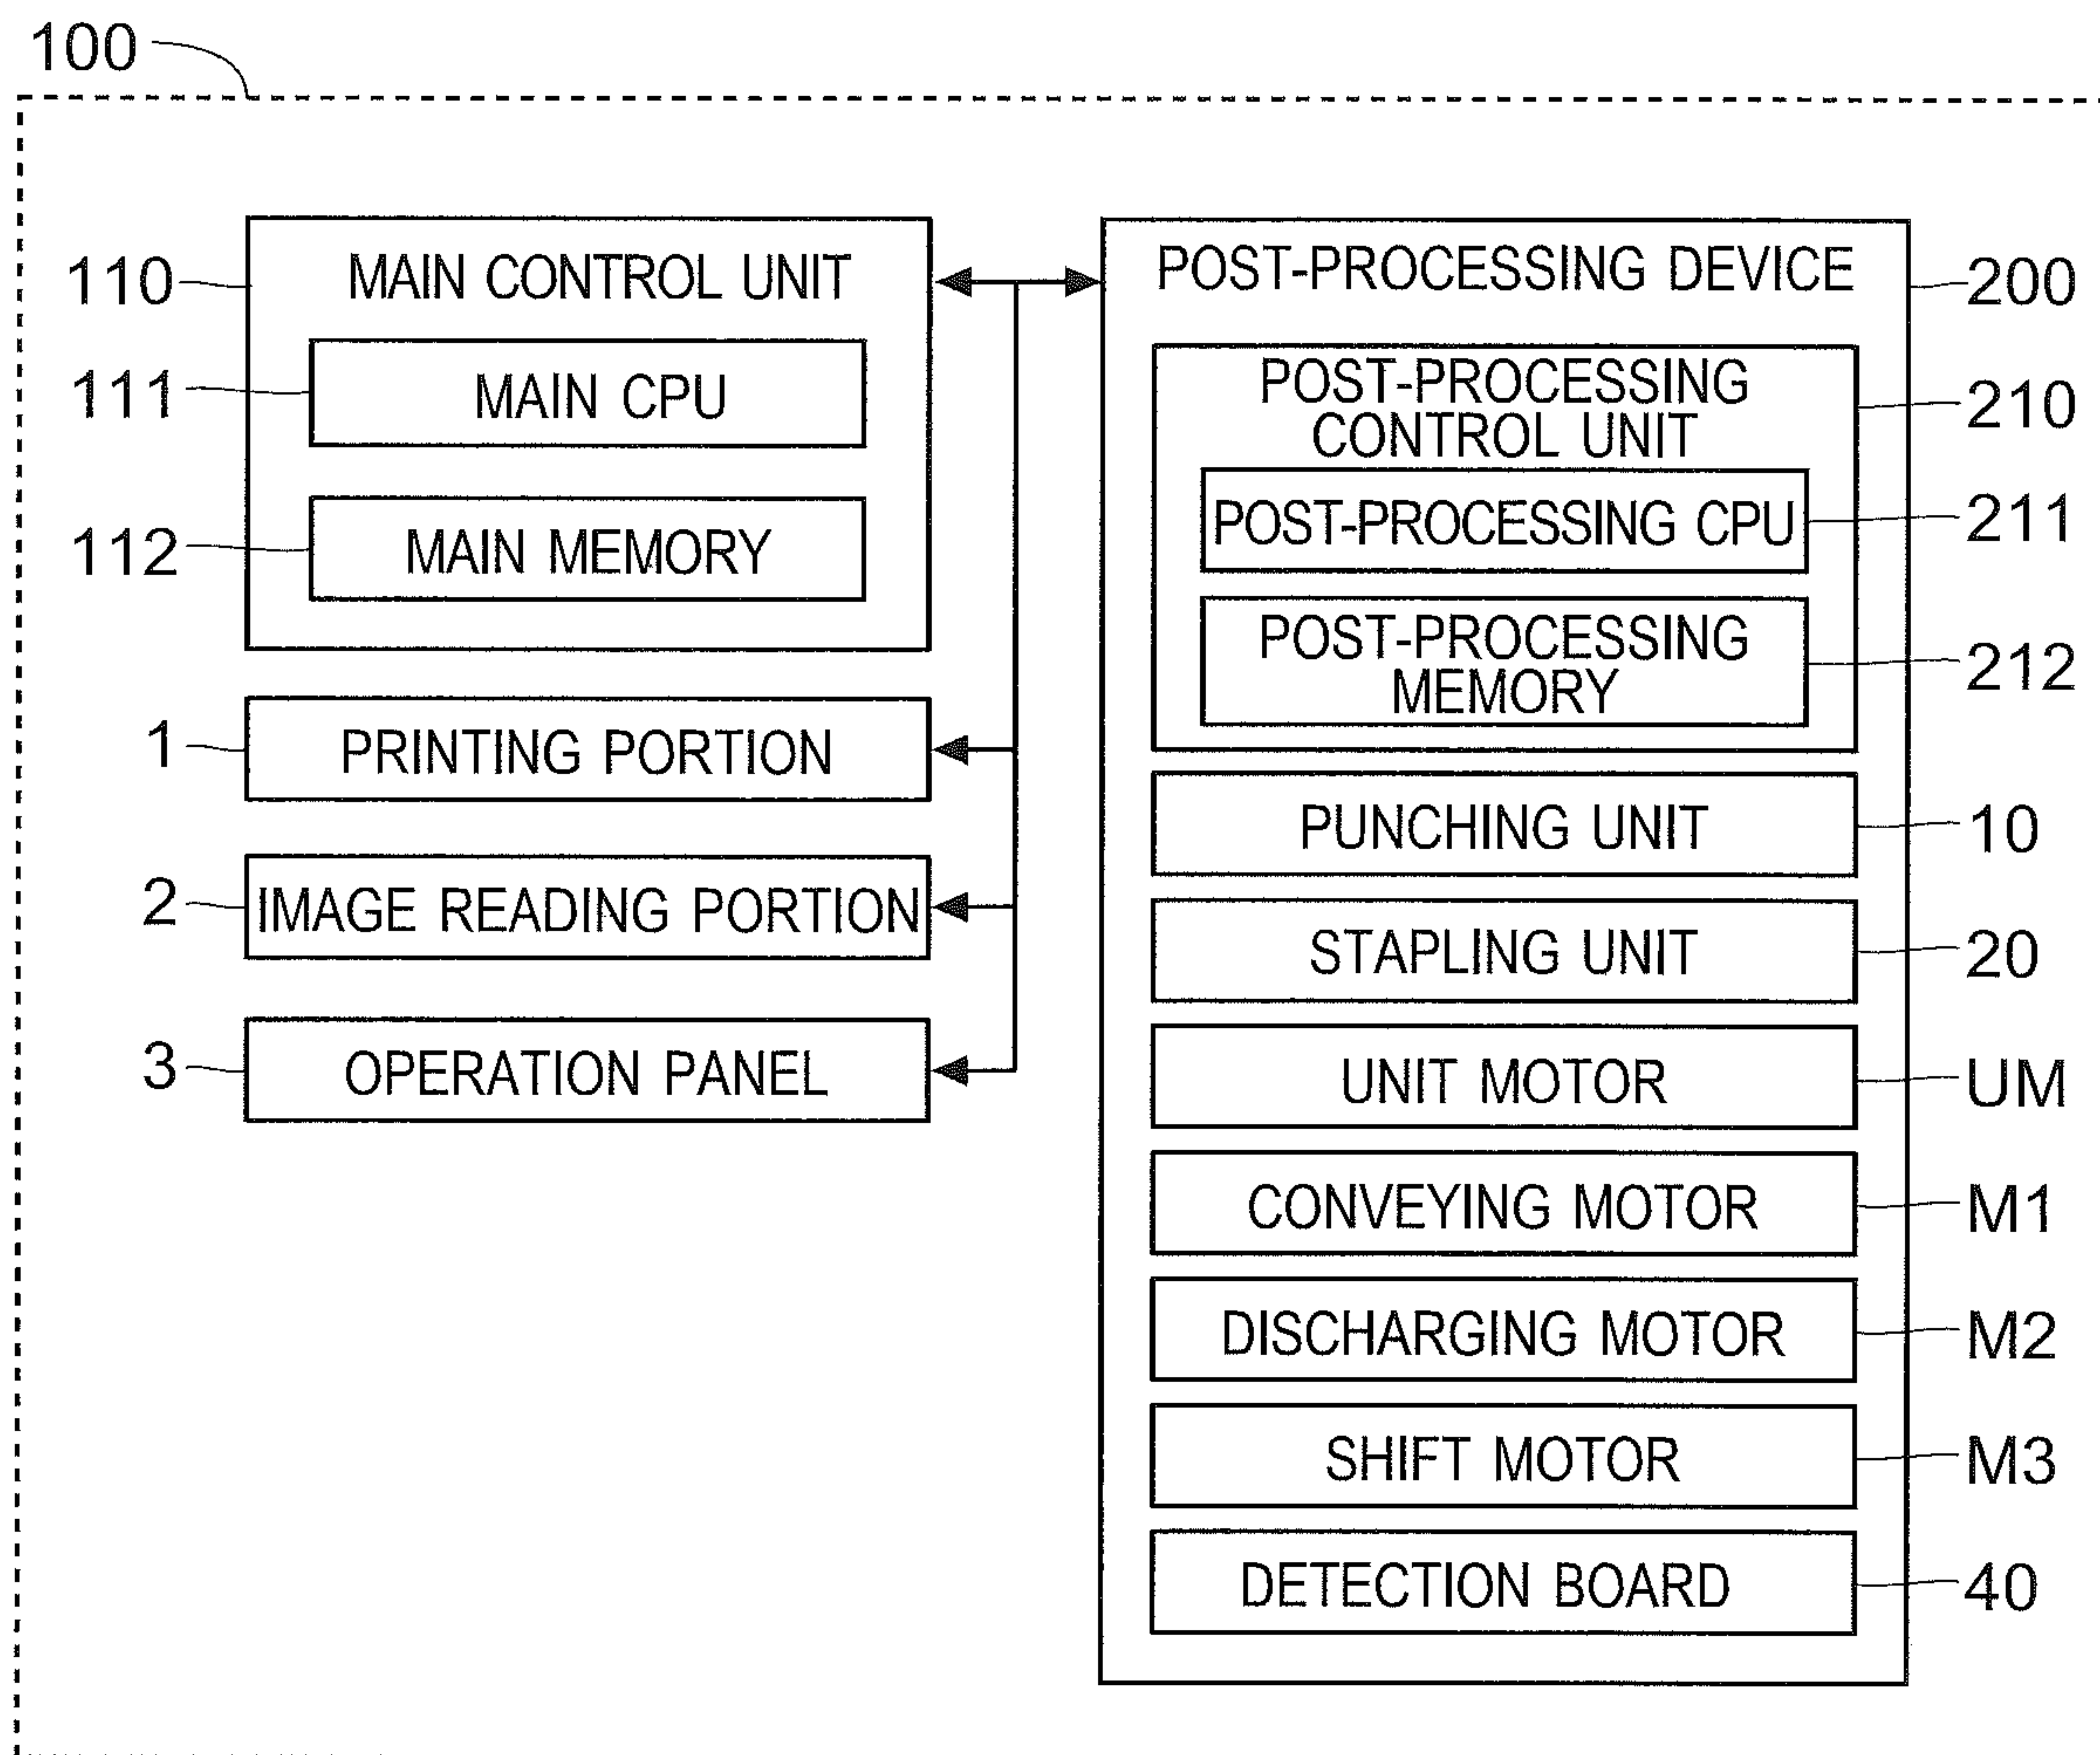 100
110
MAIN CONTROL UNIT
111
MAIN CPU
112
MAIN MEMORY
1
PRINTING PORTION
2
IMAGE READING PORTION
3
OPERATION PANEL
POST-PROCESSING DEVICE
200
POST-PROCESSING
CONTROL UNIT
210
POST-PROCESSING CPU
211
POST-PROCESSING
MEMORY
212
PUNCHING UNIT
10
STAPLING UNIT
20
UNIT MOTOR
UM
CONVEYING MOTOR
M1
DISCHARGING MOTOR
M2
SHIFT MOTOR
M3
DETECTION BOARD
40